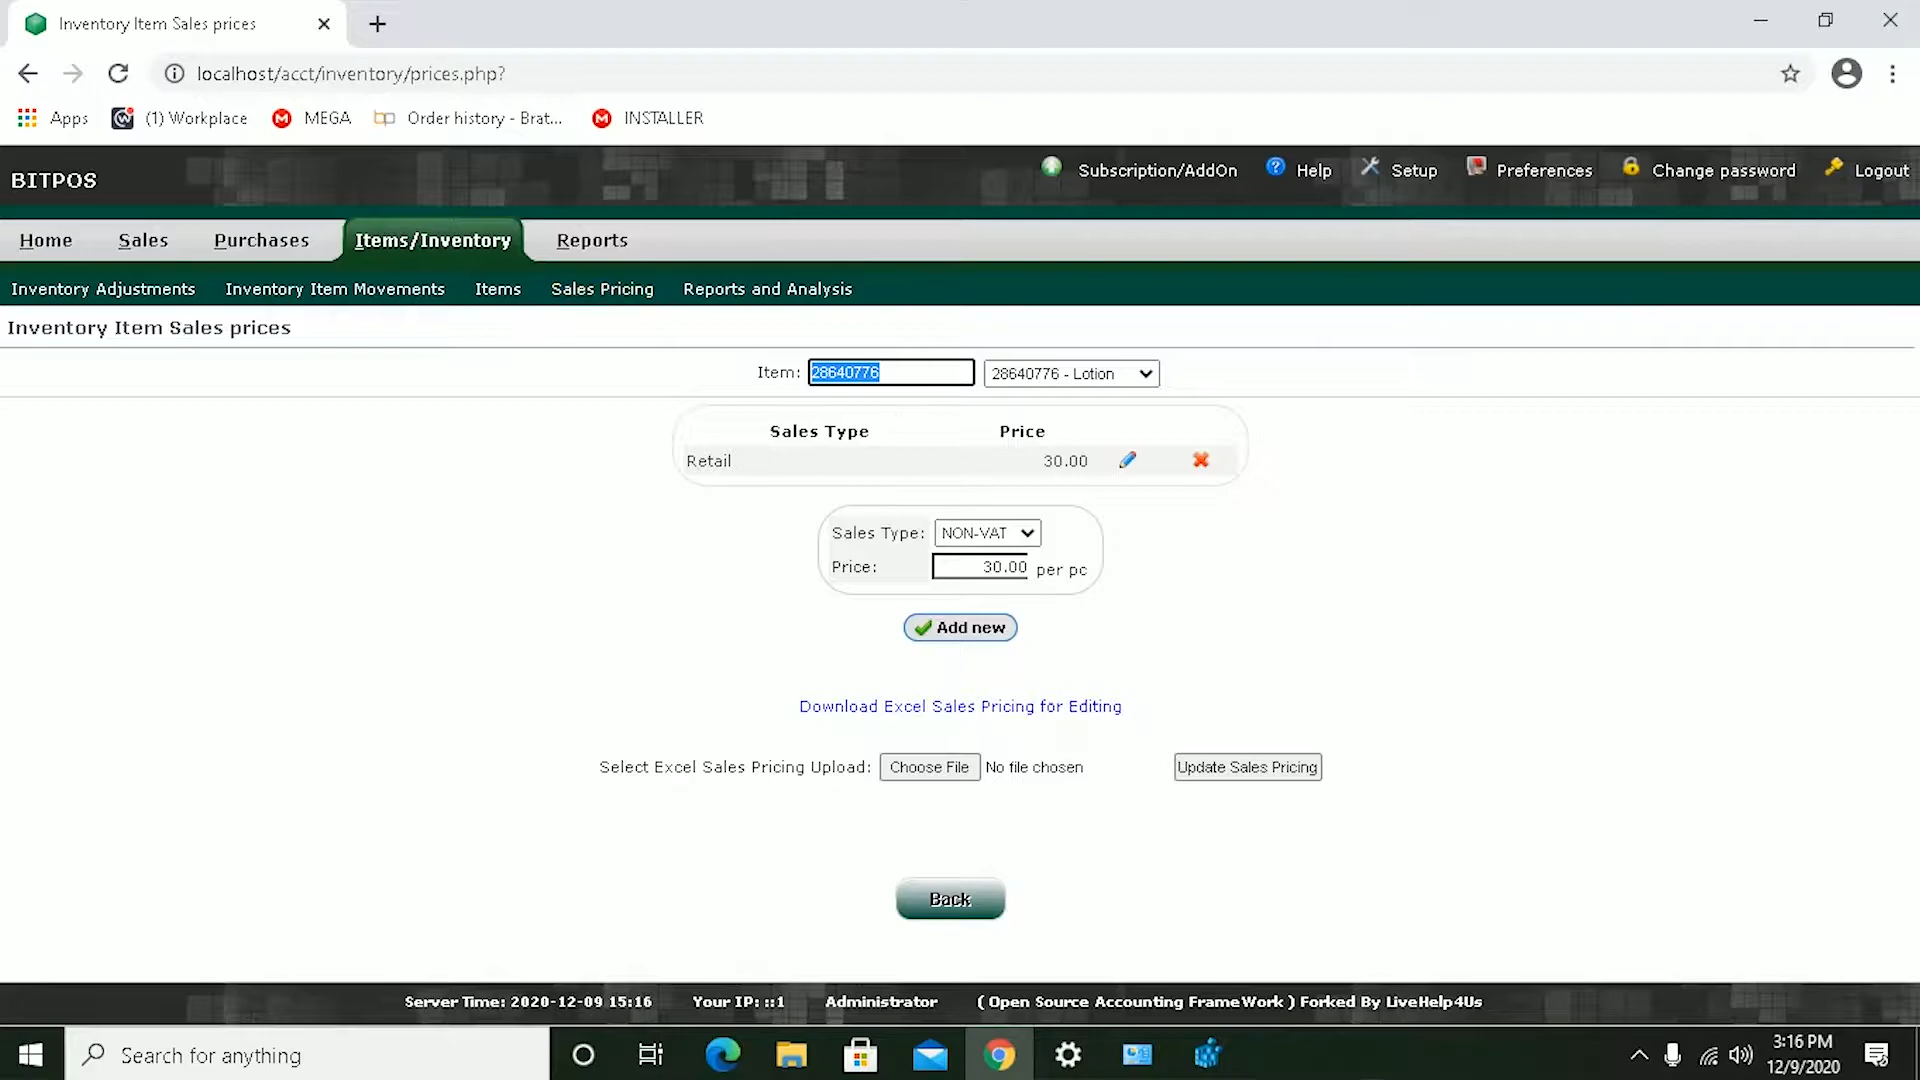 Inventory Item Sales prices
localhost/acct/inventory/prices.php?
Apps (1) Workplace MEGA Order history - Brat... INSTALLER
BITPOS Subscription/AddOn Help Setup Preferences Change password Logout
Home Sales Purchases Items/Inventory Reports
Inventory Adjustments Inventory Item Movements Items Sales Pricing Reports and Analysis
Inventory Item Sales prices
Item: 28640776 28640776 - Lotion
Sales Type Price
Retail 30.00
Sales Type: NON-VAT
Price: 30.00 per pc
Add new
Download Excel Sales Pricing for Editing
Select Excel Sales Pricing Upload: Choose File No file chosen Update Sales Pricing
Back
Server Time: 2020-12-09 15:16 Your IP: ::1 Administrator ( Open Source Accounting FrameWork ) Forked By LiveHelp4Us
Search for anything
3:16 PM
12/9/2020